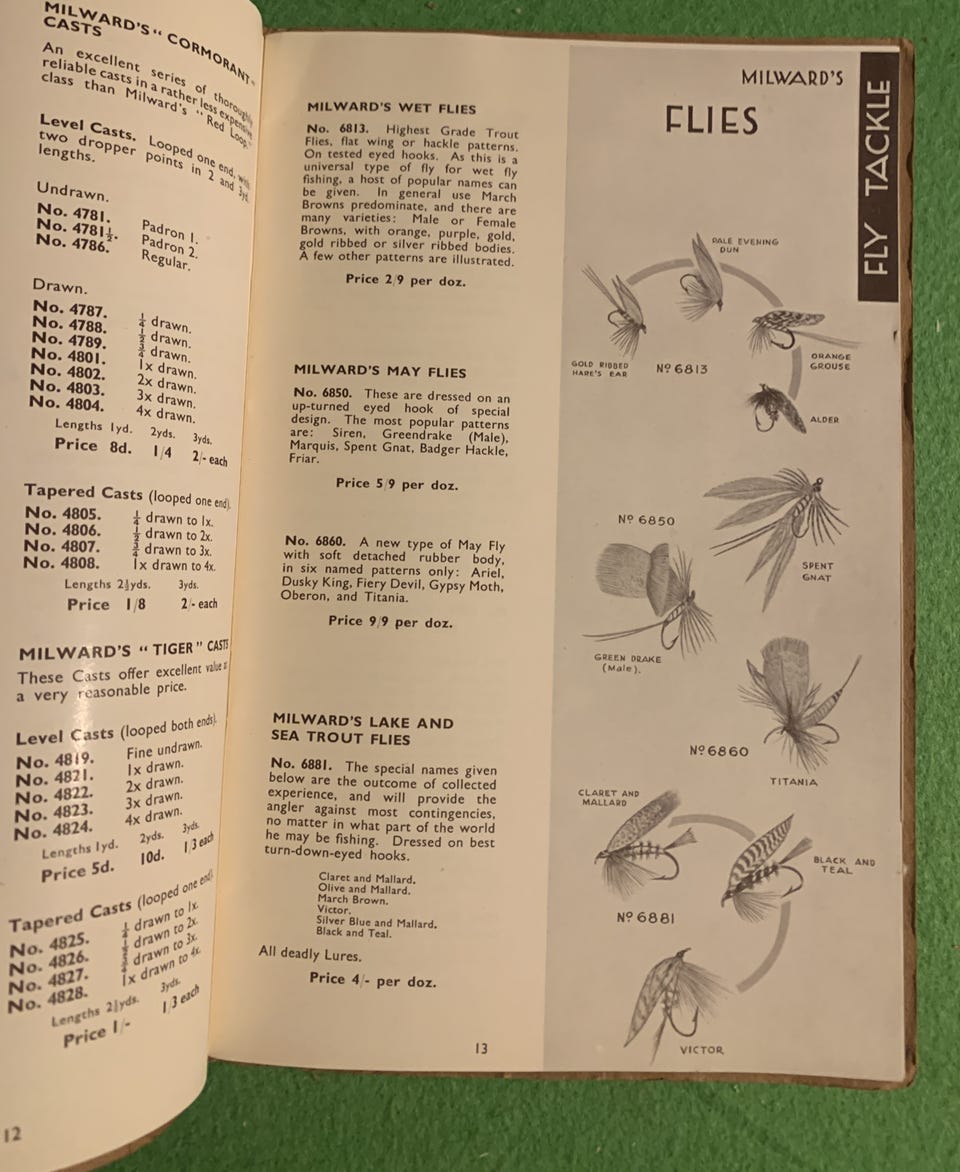 MILWARD'S "CORMORANT"
CASTS
An excellent series of thoroughly
reliable casts in a rather less expensive
class than Milward's "Red Loop."
Level Casts. Looped one end, with
two dropper points in 2 and 3yd.
lengths.
Undrawn.
No. 4781. Padron 1.
No. 4781½. Padron 2.
No. 4786. Regular.
Drawn.
No. 4787. ¼ drawn.
No. 4788. ½ drawn.
No. 4789. ¾ drawn.
No. 4801. 1x drawn.
No. 4802. 2x drawn.
No. 4803. 3x drawn.
No. 4804. 4x drawn.
Lengths 1yd. 2yds. 3yds.
Price 8d. 1/4 2/- each
Tapered Casts (looped one end).
No. 4805. ¼ drawn to 1x.
No. 4806. ½ drawn to 2x.
No. 4807. ¾ drawn to 3x.
No. 4808. 1x drawn to 4x.
Lengths 2½yds. 3yds.
Price 1/8 2/- each
MILWARD'S "TIGER" CASTS
These Casts offer excellent value at
a very reasonable price.
Level Casts (looped both ends).
No. 4819. Fine undrawn.
No. 4821. 1x drawn.
No. 4822. 2x drawn.
No. 4823. 3x drawn.
No. 4824. 4x drawn.
Lengths 1yd. 2yds. 3yds.
Price 5d. 10d. 1/3 each
Tapered Casts (looped one end).
No. 4825. ¼ drawn to 1x.
No. 4826. ½ drawn to 2x.
No. 4827. ¾ drawn to 3x.
No. 4828. 1x drawn to 4x.
Lengths 2½yds. 3yds.
Price 1/- 1/3 each
12
MILWARD'S WET FLIES
No. 6813. Highest Grade Trout
Flies, flat wing or hackle patterns.
On tested eyed hooks. As this is a
universal type of fly for wet fly
fishing, a host of popular names can
be given. In general use March
Browns predominate, and there are
many varieties: Male or Female
Browns, with orange, purple, gold,
gold ribbed or silver ribbed bodies.
A few other patterns are illustrated.
Price 2/9 per doz.
MILWARD'S MAY FLIES
No. 6850. These are dressed on an
up-turned eyed hook of special
design. The most popular patterns
are: Siren, Greendrake (Male),
Marquis, Spent Gnat, Badger Hackle,
Friar.
Price 5/9 per doz.
No. 6860. A new type of May Fly
with soft detached rubber body,
in six named patterns only: Ariel,
Dusky King, Fiery Devil, Gypsy Moth,
Oberon, and Titania.
Price 9/9 per doz.
MILWARD'S LAKE AND
SEA TROUT FLIES
No. 6881. The special names given
below are the outcome of collected
experience, and will provide the
angler against most contingencies,
no matter in what part of the world
he may be fishing. Dressed on best
turn-down-eyed hooks.
Claret and Mallard.
Olive and Mallard.
March Brown.
Victor.
Silver Blue and Mallard.
Black and Teal.
All deadly Lures.
Price 4/- per doz.
13
MILWARD'S
FLIES
FLY TACKLE
PALE EVENING
DUN
GOLD RIBBED
HARE'S EAR
Nº 6813
ORANGE
GROUSE
ALDER
Nº 6850
SPENT
GNAT
GREEN DRAKE
(Male).
Nº 6860
TITANIA
CLARET AND
MALLARD
BLACK AND
TEAL
Nº 6881
VICTOR